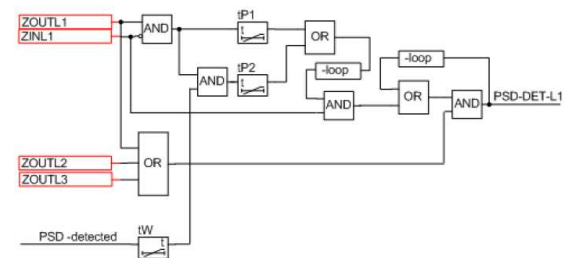 ZOUTL1
ZINL1
AND
tP1
t
OR
-loop
AND
tP2
t
-loop
AND
OR
AND
PSD-DET-L1
ZOUTL2
ZOUTL3
OR
PSD -detected
tW
t